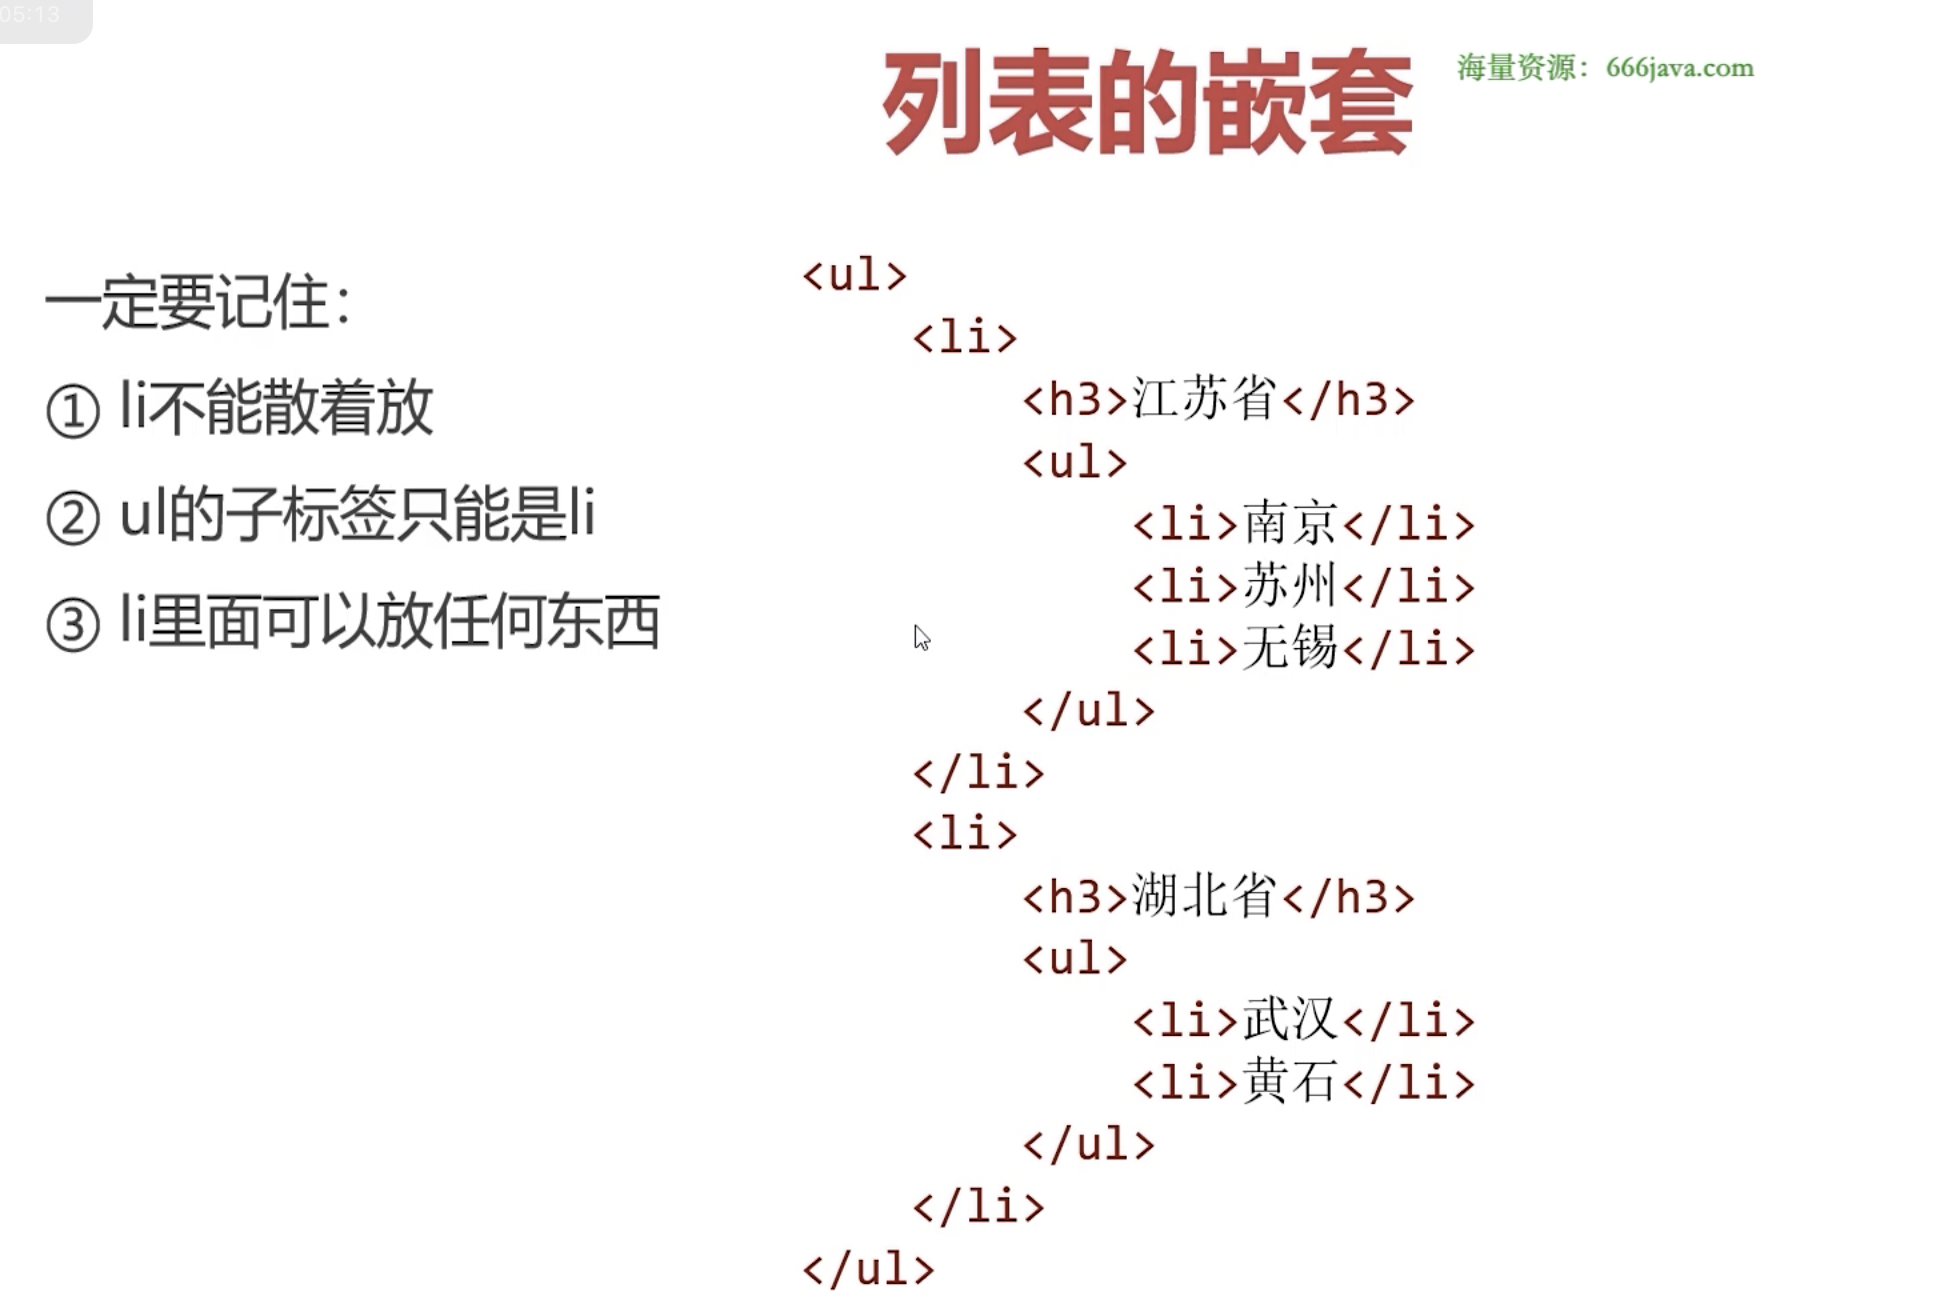 05:13
列表的嵌套
海量资源：666java.com
一定要记住：
① li不能散着放
② ul的子标签只能是li
③ li里面可以放任何东西
<ul>
<li>
<h3>江苏省</h3>
<ul>
<li>南京</li>
<li>苏州</li>
<li>无锡</li>
</ul>
</li>
<li>
<h3>湖北省</h3>
<ul>
<li>武汉</li>
<li>黄石</li>
</ul>
</li>
</ul>